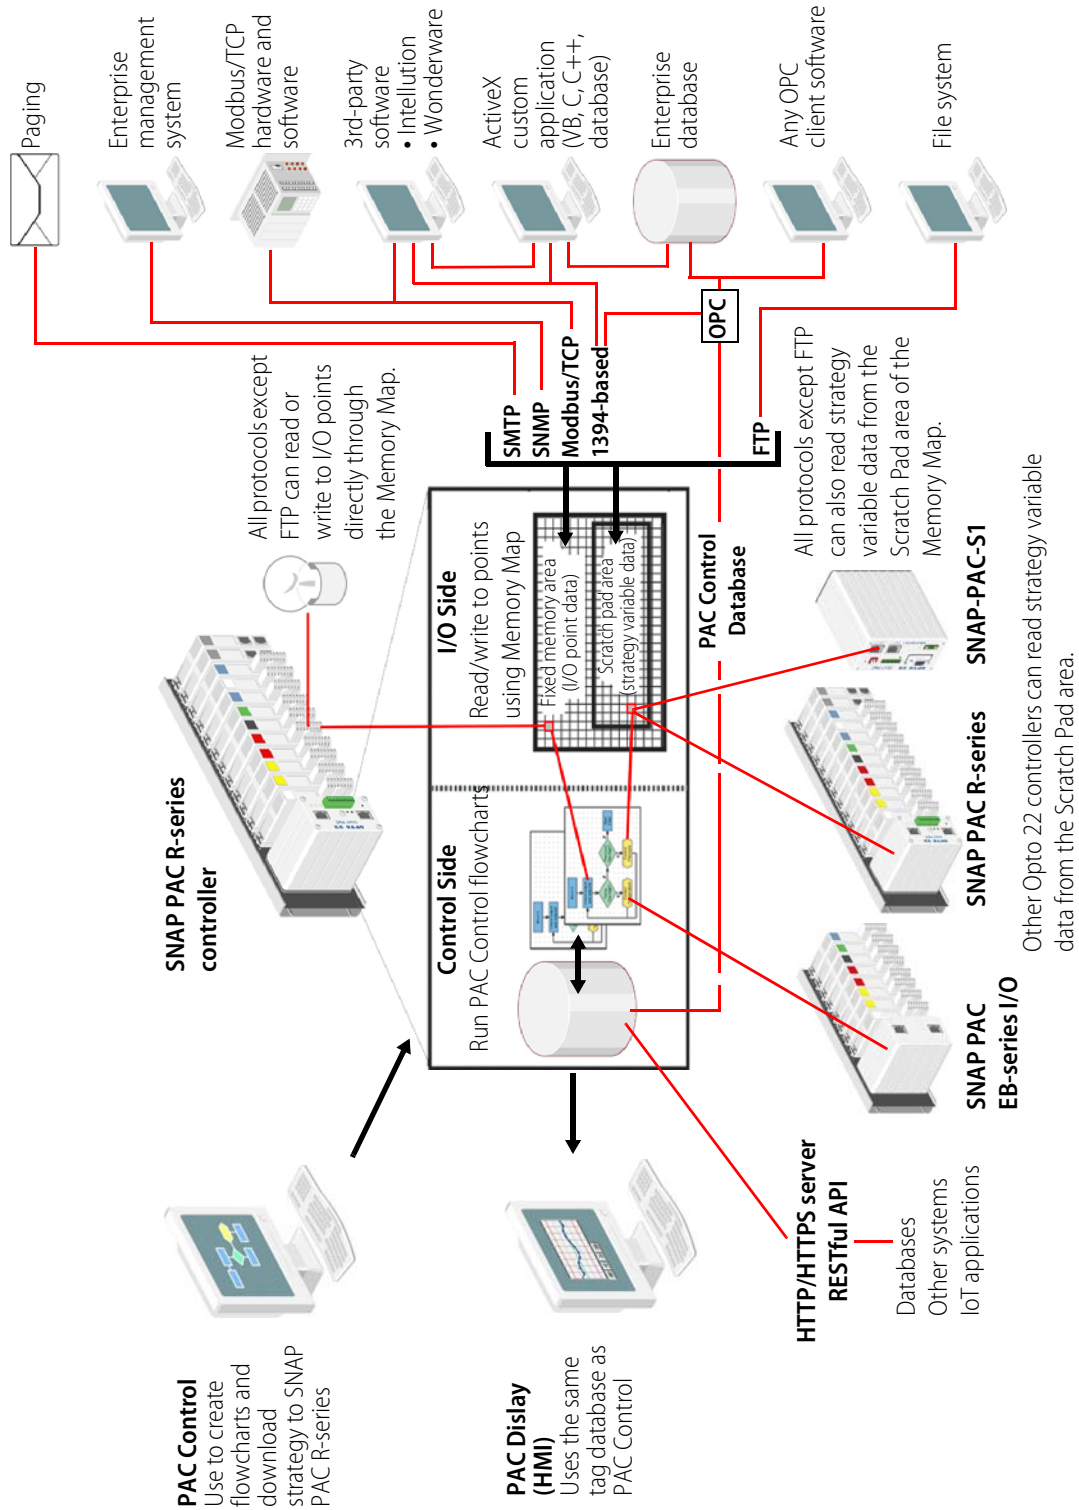 PAC Control
Use to create
flowcharts and
download
strategy to SNAP
PAC R-series
PAC Dislay
(HMI)
Uses the same
tag database as
PAC Control
SNAP PAC R-series
controller
Control Side
Run PAC Control flowcharts
I/O Side
Read/write to points
using Memory Map
Fixed memory area
(I/O point data)
Scratch pad area
(strategy variable data)
All protocols except
FTP can read or
write to I/O points
directly through
the Memory Map.
SMTP
SNMP
Modbus/TCP
1394-based
OPC
FTP
PAC Control
Database
Paging
Enterprise
management
system
Modbus/TCP
hardware and
software
3rd-party
software
• Intellution
• Wonderware
ActiveX
custom
application
(VB, C, C++,
database)
Enterprise
database
Any OPC
client software
File system
All protocols except FTP
can also read strategy
variable data from the
Scratch Pad area of the
Memory Map.
HTTP/HTTPS server
RESTful API
Databases
Other systems
IoT applications
SNAP PAC
EB-series I/O
SNAP PAC R-series
SNAP-PAC-S1
Other Opto 22 controllers can read strategy variable
data from the Scratch Pad area.